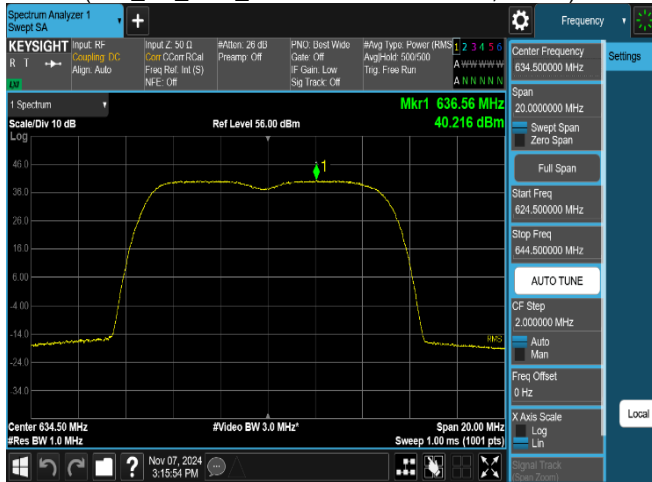 Spectrum Analyzer 1
Swept SA
+
Frequency
KEYSIGHT
R T
LXI
Input: RF
Coupling: DC
Align: Auto
Input Z: 50 Ω
Corr CCorr RCal
Freq Ref: Int (S)
NFE: Off
#Atten: 26 dB
Preamp: Off
PNO: Best Wide
Gate: Off
IF Gain: Low
Sig Track: Off
#Avg Type: Power (RMS
Avg|Hold: 500/500
Trig: Free Run
1 2 3 4 5 6
A W W W W W
A N N N N N
1 Spectrum
Scale/Div 10 dB
Log
Ref Level 56.00 dBm
Mkr1 636.56 MHz
40.216 dBm
1
46.0
36.0
26.0
16.0
6.00
-4.00
-14.0
-24.0
-34.0
RMS
Center 634.50 MHz
#Res BW 1.0 MHz
#Video BW 3.0 MHz*
Span 20.00 MHz
Sweep 1.00 ms (1001 pts)
Center Frequency
634.500000 MHz
Span
20.0000000 MHz
Swept Span
Zero Span
Full Span
Start Freq
624.500000 MHz
Stop Freq
644.500000 MHz
AUTO TUNE
CF Step
2.000000 MHz
Auto
Man
Freq Offset
0 Hz
X Axis Scale
Log
Lin
Signal Track
(Span Zoom)
Settings
Local
?
Nov 07, 2024
3:15:54 PM